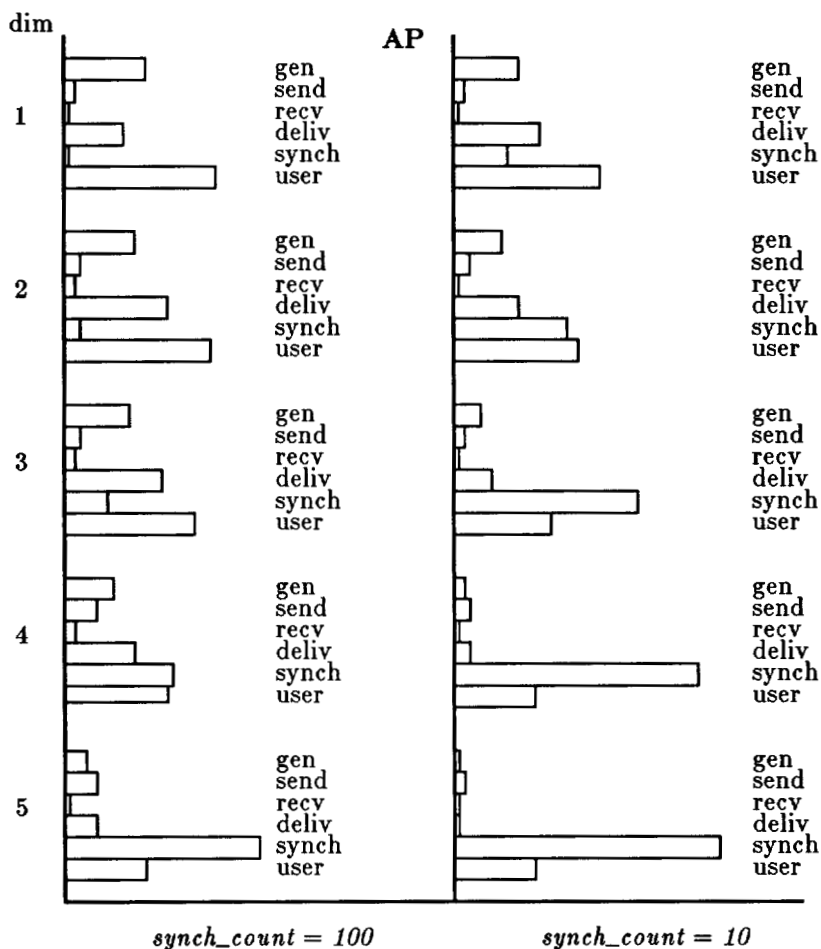 dim
AP
1
gen
send
recv
deliv
synch
user
gen
send
recv
deliv
synch
user
2
gen
send
recv
deliv
synch
user
gen
send
recv
deliv
synch
user
3
gen
send
recv
deliv
synch
user
gen
send
recv
deliv
synch
user
4
gen
send
recv
deliv
synch
user
gen
send
recv
deliv
synch
user
5
gen
send
recv
deliv
synch
user
gen
send
recv
deliv
synch
user
synch_count = 100
synch_count = 10